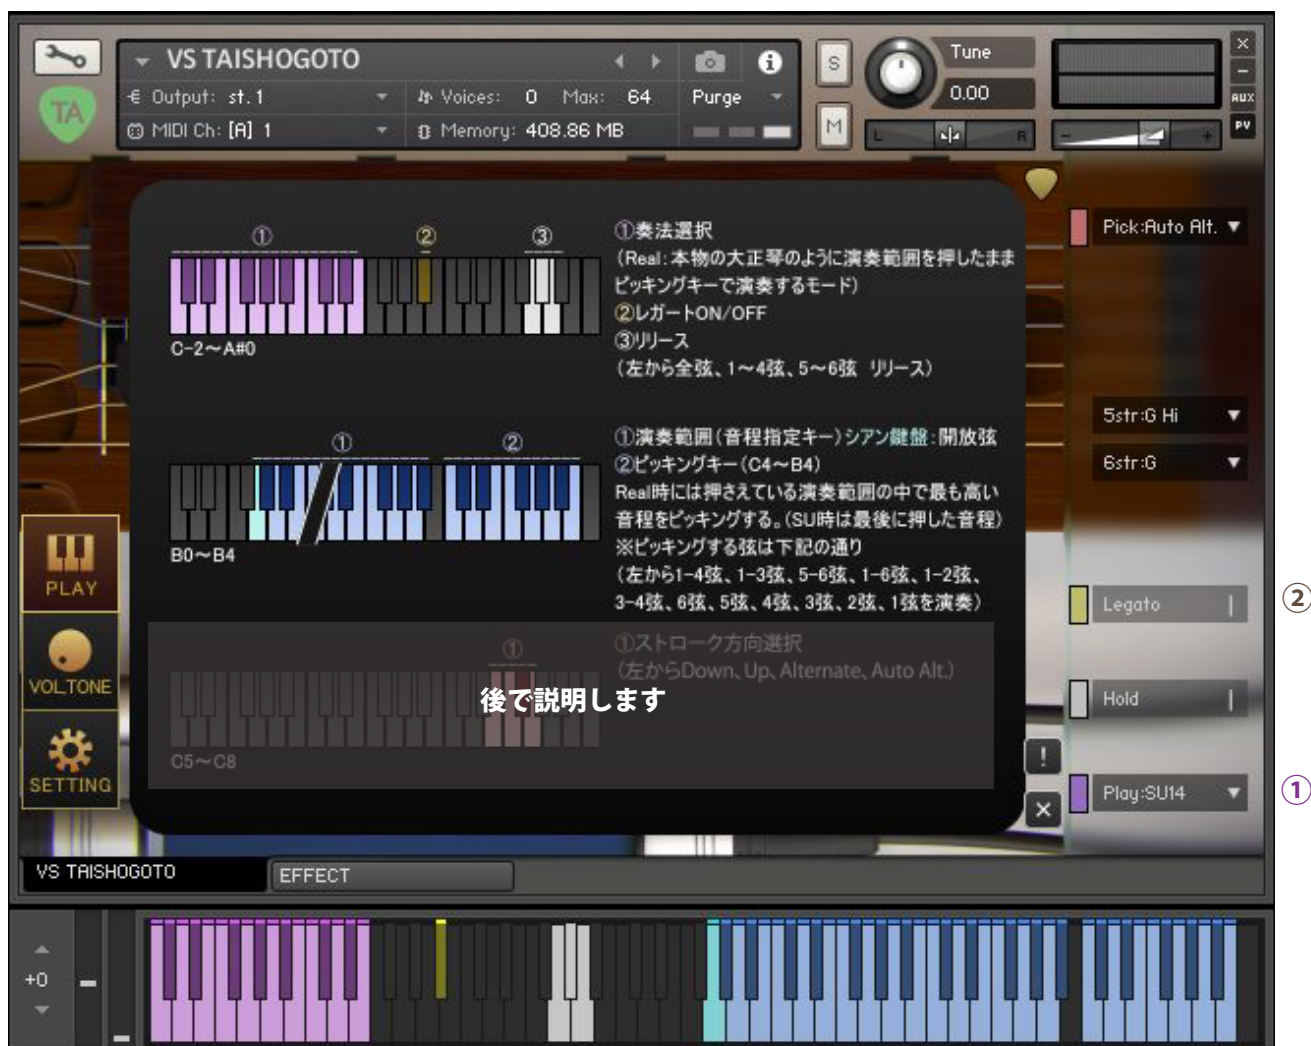 VS TAISHOGOTO
S
Tune
×
TA
Output: st.1
Voices: 0 Max: 64
Purge
0.00
AUX
MIDI Ch: [A] 1
Memory: 408.86 MB
M
L
R
PV
① ② ③
C-2～A#0
①奏法選択
(Real:本物の大正琴のように演奏範囲を押したまま
ピッキングキーで演奏するモード)
②レガートON/OFF
③リリース
(左から全弦、1～4弦、5～6弦 リリース)
① ②
B0～B4
①演奏範囲(音程指定キー)シアン鍵盤:開放弦
②ピッキングキー(C4～B4)
Real時には押さえている演奏範囲の中で最も高い
音程をピッキングする。(SU時は最後に押した音程)
※ピッキングする弦は下記の通り
(左から1-4弦、1-3弦、5-6弦、1-6弦、1-2弦、
3-4弦、6弦、5弦、4弦、3弦、2弦、1弦を演奏)
①
C5～C8
①ストローク方向選択
(左からDown、Up、Alternate、Auto Alt.)
後で説明します
Pick:Auto Alt. ▼
5str:G Hi ▼
6str:G ▼
Legato
②
Hold
Play:SU14 ▼
①
!
×
PLAY
VOL.TONE
SETTING
VS TAISHOGOTO
EFFECT
+0